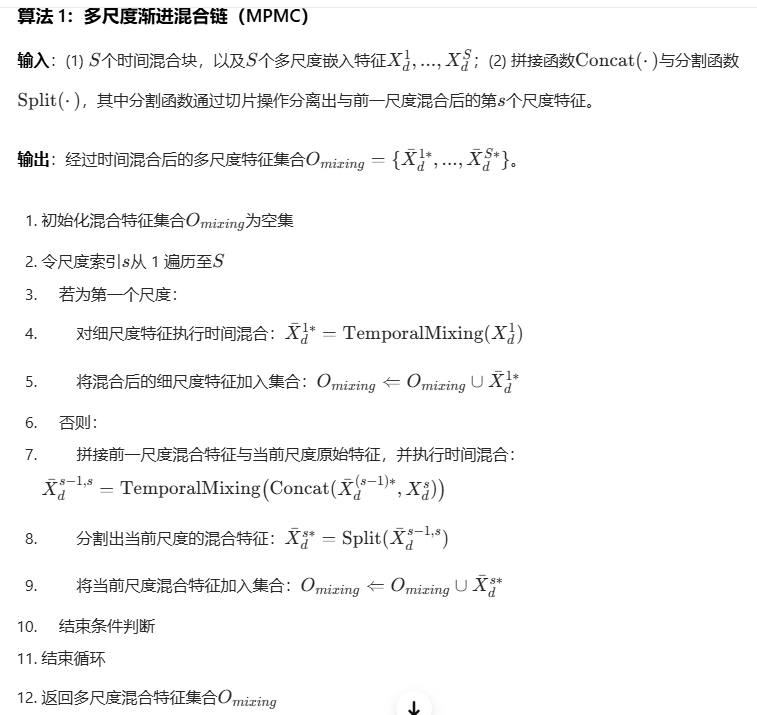 算法 1：多尺度渐进混合链（MPMC）
输入：(1) $S$个时间混合块，以及$S$个多尺度嵌入特征$X_d^1, ..., X_d^S$；(2) 拼接函数$\text{Concat}(\cdot)$与分割函数
$\text{Split}(\cdot)$，其中分割函数通过切片操作分离出与前一尺度混合后的第$s$个尺度特征。
输出：经过时间混合后的多尺度特征集合$O_{mixing} = \{\bar{X}_d^{1*}, ..., \bar{X}_d^{S*}\}$。
1. 初始化混合特征集合$O_{mixing}$为空集
2. 令尺度索引$s$从 1 遍历至$S$
3. 若为第一个尺度：
4. 对细尺度特征执行时间混合：$\bar{X}_d^{1*} = \text{TemporalMixing}(X_d^1)$
5. 将混合后的细尺度特征加入集合：$O_{mixing} \Leftarrow O_{mixing} \cup \bar{X}_d^{1*}$
6. 否则：
7. 拼接前一尺度混合特征与当前尺度原始特征，并执行时间混合：
$\bar{X}_d^{s-1,s} = \text{TemporalMixing}(\text{Concat}(\bar{X}_d^{(s-1)*}, X_d^s))$
8. 分割出当前尺度的混合特征：$\bar{X}_d^{s*} = \text{Split}(\bar{X}_d^{s-1,s})$
9. 将当前尺度混合特征加入集合：$O_{mixing} \Leftarrow O_{mixing} \cup \bar{X}_d^{s*}$
10. 结束条件判断
11. 结束循环
12. 返回多尺度混合特征集合$O_{mixing}$